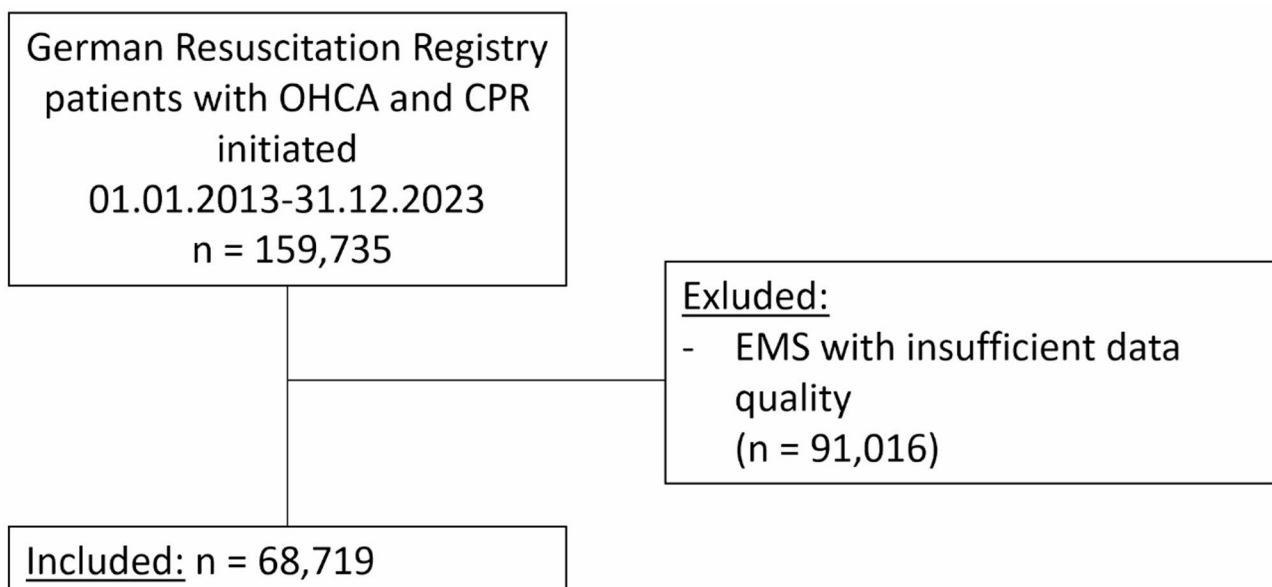 German Resuscitation Registry
patients with OHCA and CPR
initiated
01.01.2013-31.12.2023
n = 159,735
Exluded:
- EMS with insufficient data
quality
(n = 91,016)
Included: n = 68,719